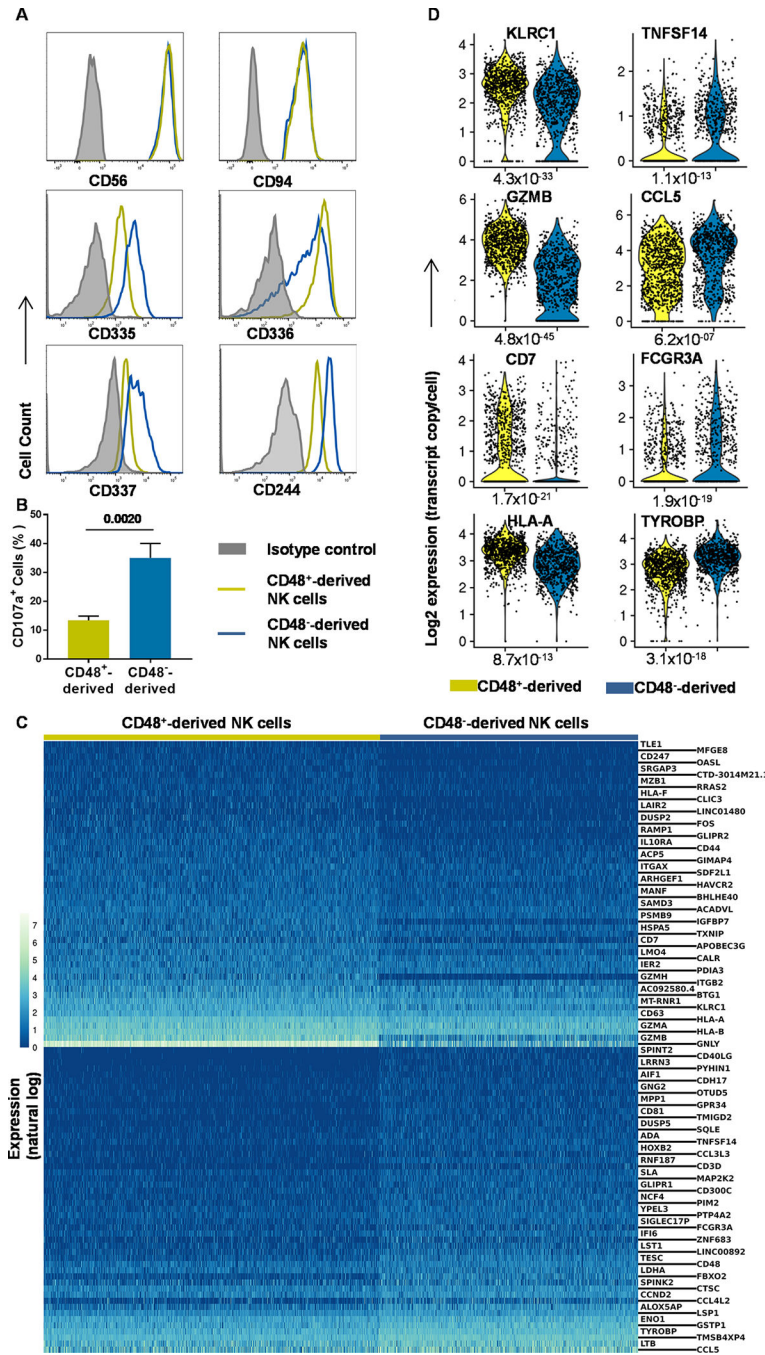 A
CD56
CD94
CD335
CD336
CD337
CD244
Cell Count
B
0.0020
CD107a+ Cells (%)
50
40
30
20
10
0
CD48+-derived
CD48--derived
Isotype control
CD48+-derived NK cells
CD48--derived NK cells
D
KLRC1
4.3x10-33
TNFSF14
1.1x10-13
GZMB
4.8x10-45
CCL5
6.2x10-07
CD7
1.7x10-21
FCGR3A
1.9x10-19
HLA-A
8.7x10-13
TYROBP
3.1x10-18
Log2 expression (transcript copy/cell)
CD48+-derived
CD48--derived
C
CD48+-derived NK cells
CD48--derived NK cells
7
6
5
4
3
2
1
0
Expression (natural log)
TLE1
MFGE8
CD247
OASL
SRGAP3
CTD-3014M21.
MZB1
RRAS2
HLA-F
CLIC3
LAIR2
LINC01480
DUSP2
FOS
RAMP1
GLIPR2
IL10RA
CD44
ACP5
GIMAP4
ITGAX
SDF2L1
ARHGEF1
HAVCR2
MANF
BHLHE40
SAMD3
ACADVL
PSMB9
IGFBP7
HSPA5
TXNIP
CD7
APOBEC3G
LMO4
CALR
IER2
PDIA3
GZMH
ITGB2
AC092580.4
BTG1
MT-RNR1
KLRC1
CD63
HLA-A
GZMA
HLA-B
GZMB
GNLY
SPINT2
CD40LG
LRRN3
PYHIN1
AIF1
CDH17
GNG2
OTUD5
MPP1
GPR34
CD81
TMIGD2
DUSP5
SQLE
ADA
TNFSF14
HOXB2
CCL3L3
RNF187
CD3D
SLA
MAP2K2
GLIPR1
CD300C
NCF4
PIM2
YPEL3
PTP4A2
SIGLEC17P
FCGR3A
IFI6
ZNF683
LST1
LINC00892
TESC
CD48
LDHA
FBXO2
SPINK2
CTSC
CCND2
CCL4L2
ALOX5AP
LSP1
ENO1
GSTP1
TYROBP
TMSB4XP4
LTB
CCL5